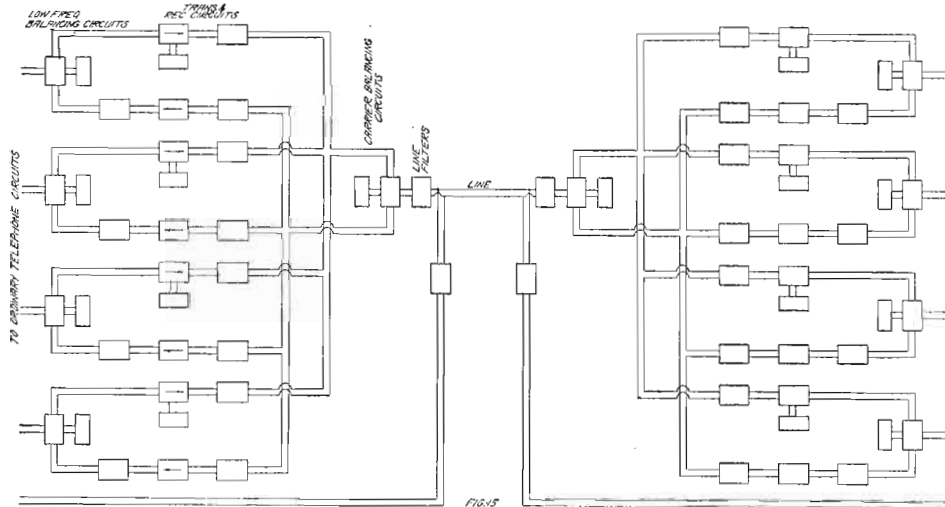 LOW FREQ
BALANCING CIRCUITS
TRANS &
REC CIRCUITS
CARRIER BALANCING
CIRCUITS
LINE
FILTERS
LINE
TO ORDINARY TELEPHONE CIRCUITS
FIG. 15